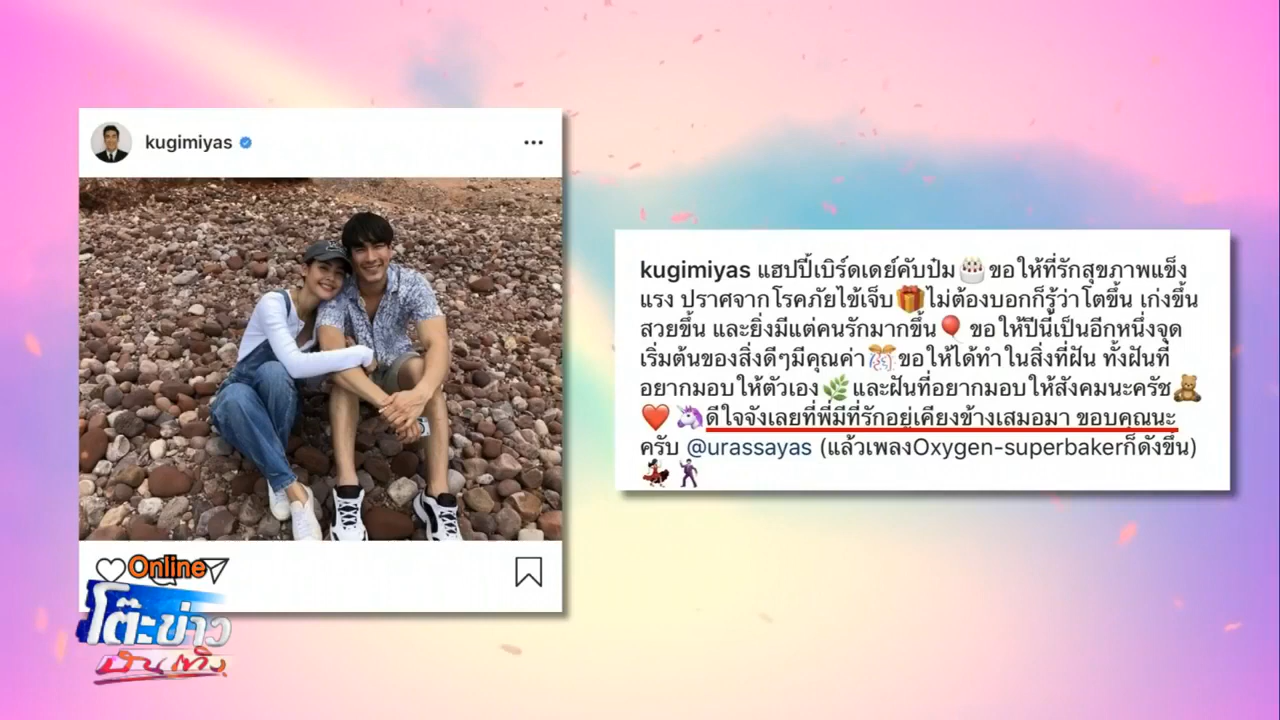 kugimiyas
kugimiyas แฮปปี้เบิร์ดเดย์คับป๋ม🎂ขอให้ที่รักสุขภาพแข็ง
แรง ปราศจากโรคภัยไข้เจ็บ🎁ไม่ต้องบอกก็รู้ว่าโตขึ้น เก่งขึ้น
สวยขึ้น และยิ่งมีแต่คนรักมากขึ้น🎈 ขอให้ปีนี้เป็นอีกหนึ่งจุด
เริ่มต้นของสิ่งดีๆมีคุณค่า🎊ขอให้ได้ทำในสิ่งที่ฝัน ทั้งฝันที่
อยากมอบให้ตัวเอง🌿และฝันที่อยากมอบให้สังคมนะครัช🧸
❤️🦄ดีใจจังเลยที่พี่มีที่รักอยู่เคียงข้างเสมอมา ขอบคุณนะ
ครับ @urassayas (แล้วเพลงOxygen-superbakerก็ดังขึ้น)
💃🕺
Online
โต๊ะข่าว
บันเทิง